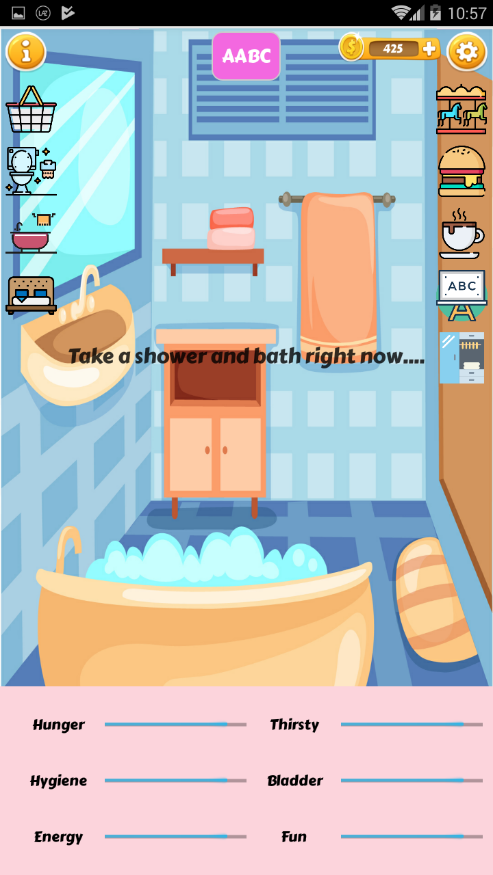 10:57
AABC
425
ABC
Take a shower and bath right now....
Hunger
Thirsty
Hygiene
Bladder
Energy
Fun